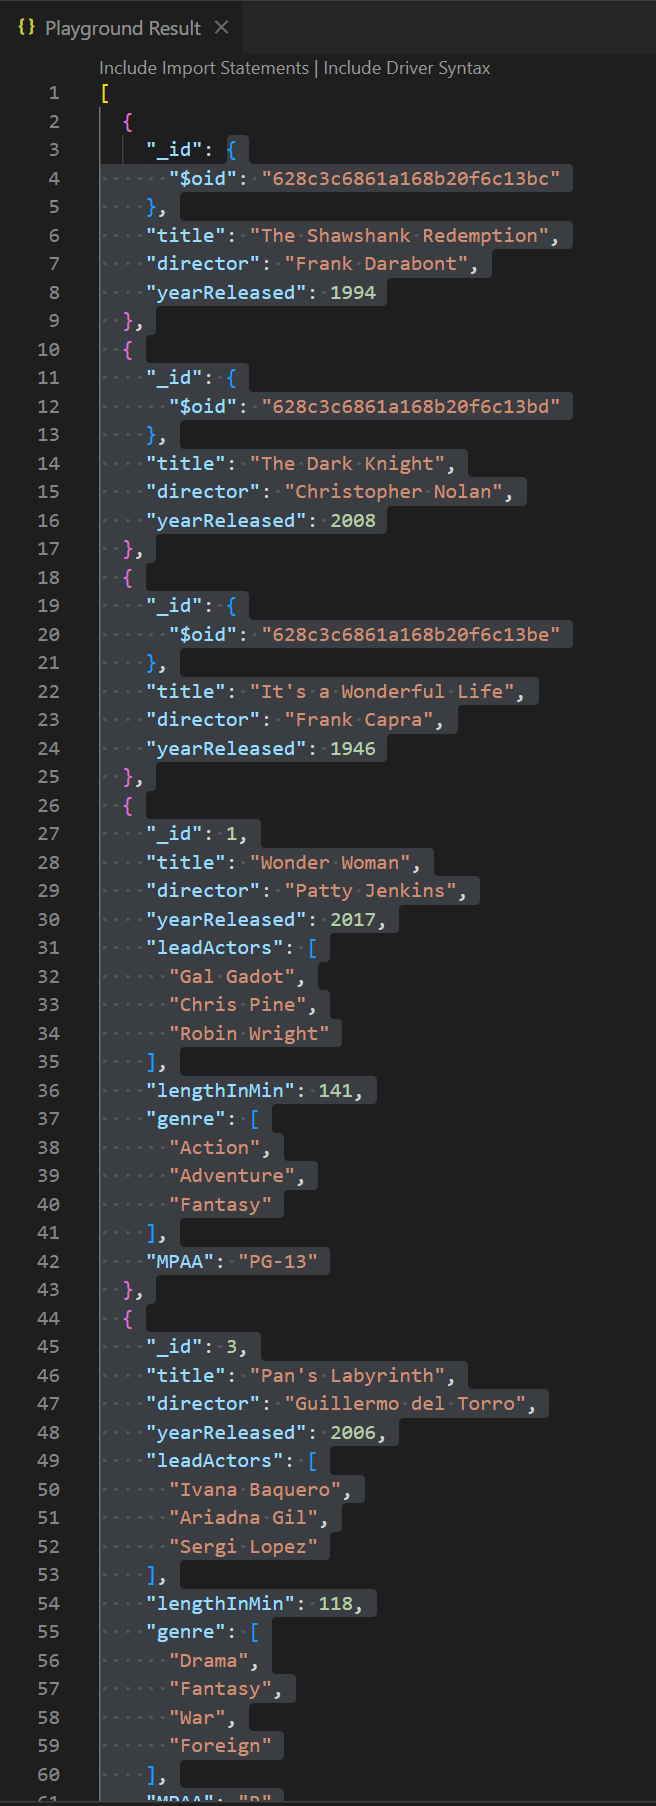 {} Playground Result ×
Include Import Statements | Include Driver Syntax
1 [
2 {
3 "_id": {
4 "$oid": "628c3c6861a168b20f6c13bc"
5 },
6 "title": "The Shawshank Redemption",
7 "director": "Frank Darabont",
8 "yearReleased": 1994
9 },
10 {
11 "_id": {
12 "$oid": "628c3c6861a168b20f6c13bd"
13 },
14 "title": "The Dark Knight",
15 "director": "Christopher Nolan",
16 "yearReleased": 2008
17 },
18 {
19 "_id": {
20 "$oid": "628c3c6861a168b20f6c13be"
21 },
22 "title": "It's a Wonderful Life",
23 "director": "Frank Capra",
24 "yearReleased": 1946
25 },
26 {
27 "_id": 1,
28 "title": "Wonder Woman",
29 "director": "Patty Jenkins",
30 "yearReleased": 2017,
31 "leadActors": [
32 "Gal Gadot",
33 "Chris Pine",
34 "Robin Wright"
35 ],
36 "lengthInMin": 141,
37 "genre": [
38 "Action",
39 "Adventure",
40 "Fantasy"
41 ],
42 "MPAA": "PG-13"
43 },
44 {
45 "_id": 3,
46 "title": "Pan's Labyrinth",
47 "director": "Guillermo del Torro",
48 "yearReleased": 2006,
49 "leadActors": [
50 "Ivana Baquero",
51 "Ariadna Gil",
52 "Sergi Lopez"
53 ],
54 "lengthInMin": 118,
55 "genre": [
56 "Drama",
57 "Fantasy",
58 "War",
59 "Foreign"
60 ],
61 "MPAA": "R"